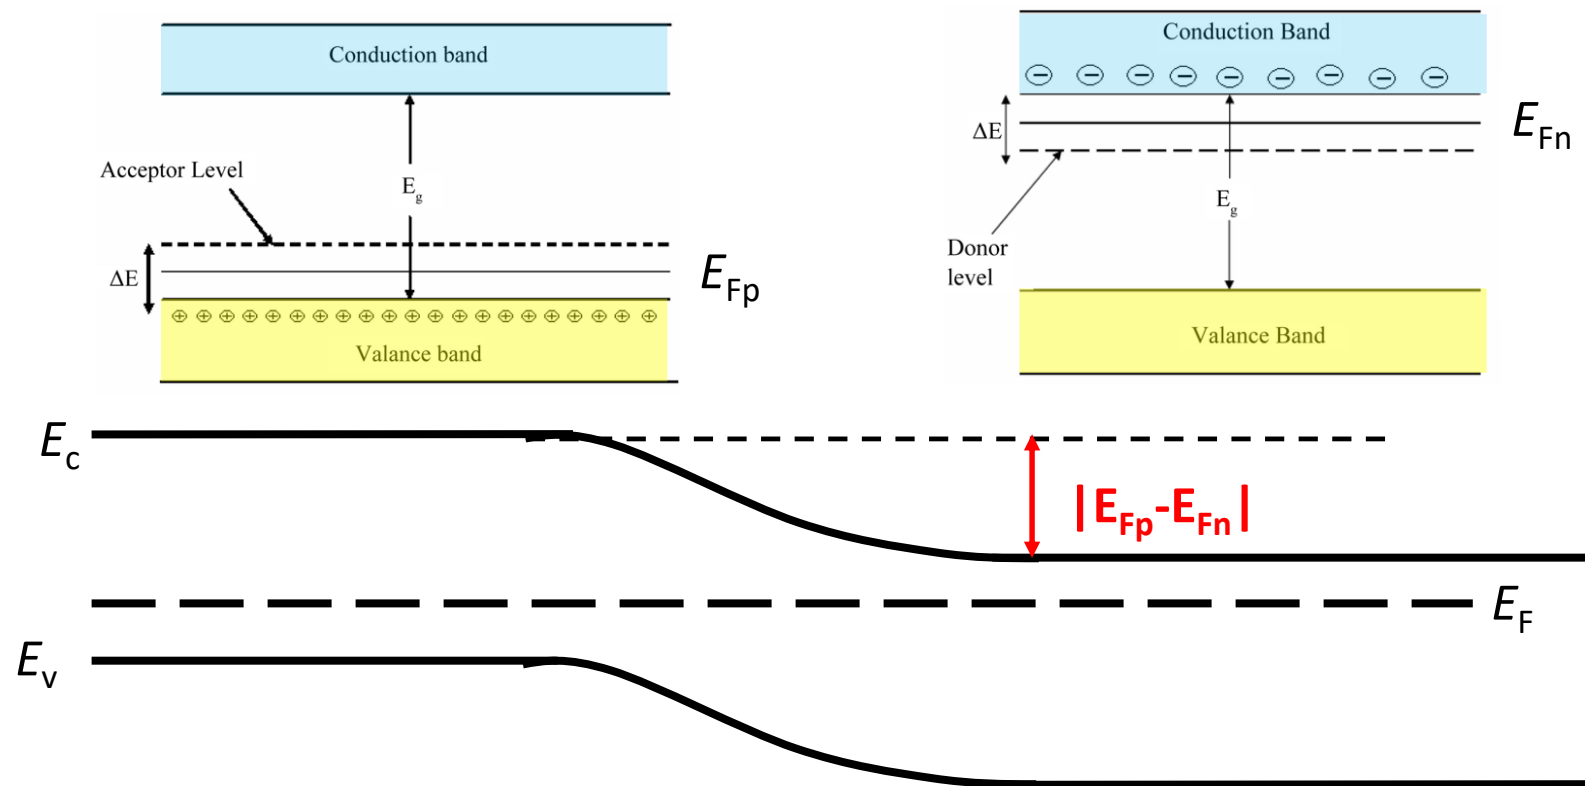 Conduction band
Acceptor Level
E_g
ΔE
E_Fp
⊕ ⊕ ⊕ ⊕ ⊕ ⊕ ⊕ ⊕ ⊕ ⊕ ⊕ ⊕ ⊕ ⊕ ⊕ ⊕ ⊕ ⊕ ⊕ ⊕ ⊕
Valance band
Conduction Band
⊖ ⊖ ⊖ ⊖ ⊖ ⊖ ⊖ ⊖ ⊖
ΔE
E_Fn
E_g
Donor
level
Valance Band
E_c
|E_Fp-E_Fn|
E_F
E_v